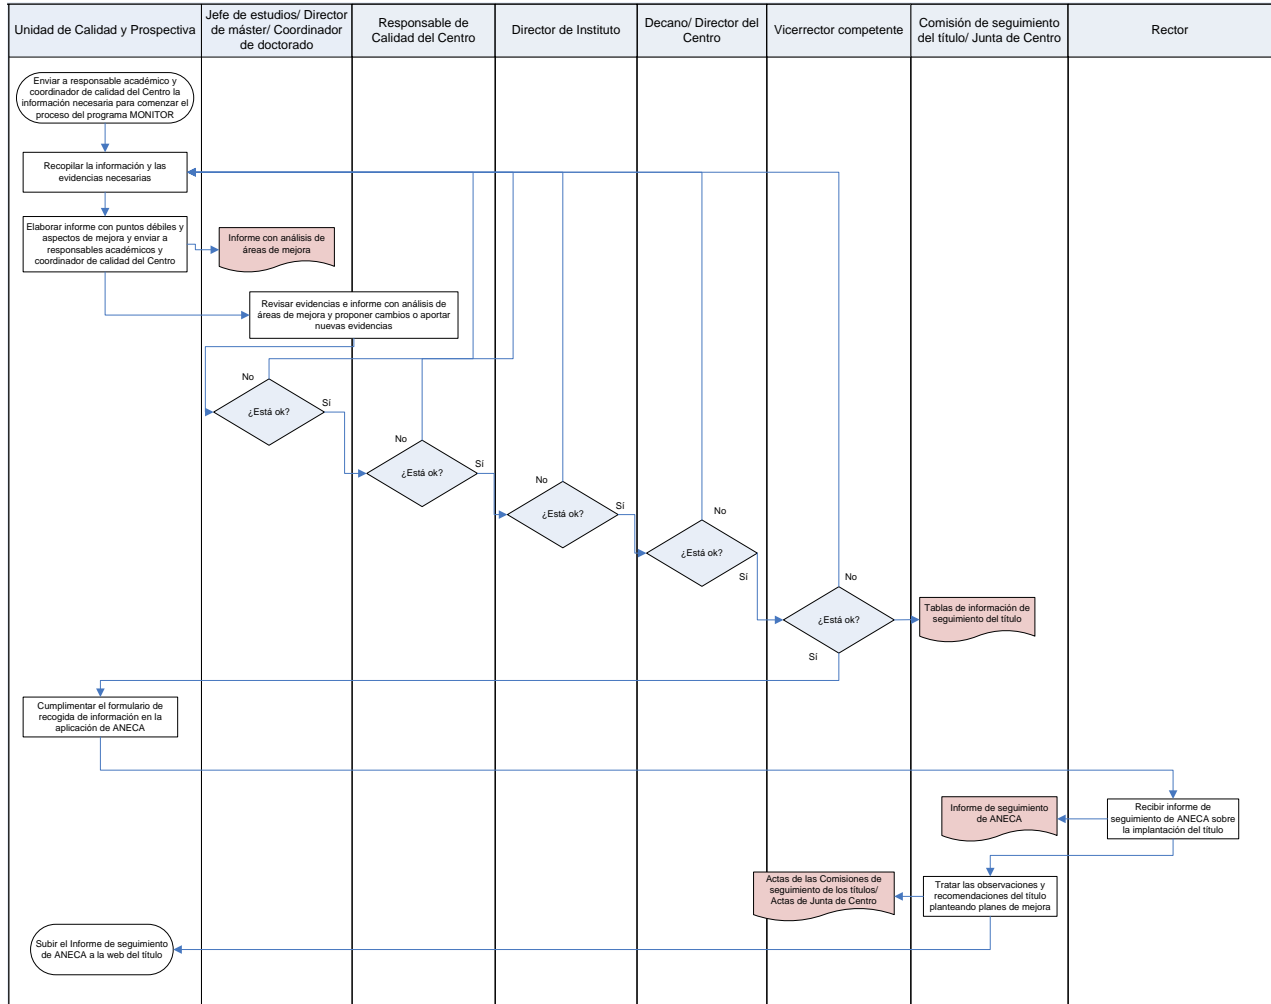 Unidad de Calidad y Prospectiva
Jefe de estudios/ Director
de máster/ Coordinador
de doctorado
Responsable de
Calidad del Centro
Director de Instituto
Decano/ Director del
Centro
Vicerrector competente
Comisión de seguimiento
del título/ Junta de Centro
Rector
Enviar a responsable académico y
coordinador de calidad del Centro la
información necesaria para comenzar el
proceso del programa MONITOR
Recopilar la información y las
evidencias necesarias
Elaborar informe con puntos débiles y
aspectos de mejora y enviar a
responsables académicos y
coordinador de calidad del Centro
Informe con análisis de
áreas de mejora
Revisar evidencias e informe con análisis de
áreas de mejora y proponer cambios o aportar
nuevas evidencias
No
¿Está ok?
Sí
No
¿Está ok?
Sí
No
¿Está ok?
Sí
No
¿Está ok?
Sí
No
¿Está ok?
Sí
Tablas de información de
seguimiento del título
Cumplimentar el formulario de
recogida de información en la
aplicación de ANECA
Informe de seguimiento
de ANECA
Recibir informe de
seguimiento de ANECA sobre
la implantación del título
Actas de las Comisiones de
seguimiento de los títulos/
Actas de Junta de Centro
Tratar las observaciones y
recomendaciones del título
planteando planes de mejora
Subir el Informe de seguimiento
de ANECA a la web del título